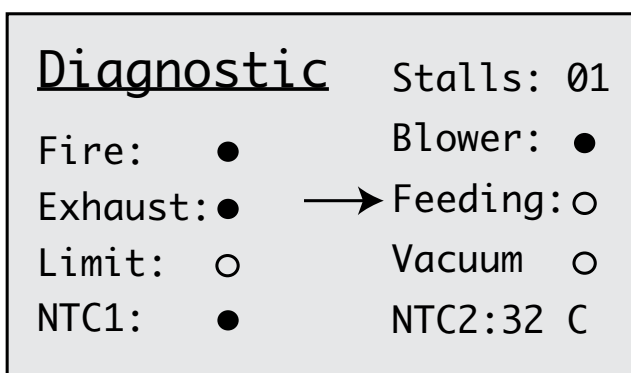 Diagnostic
Fire: ●
Exhaust: ●
Limit: ○
NTC1: ●
Stalls: 01
Blower: ●
Feeding: ○
Vacuum ○
NTC2:32 C